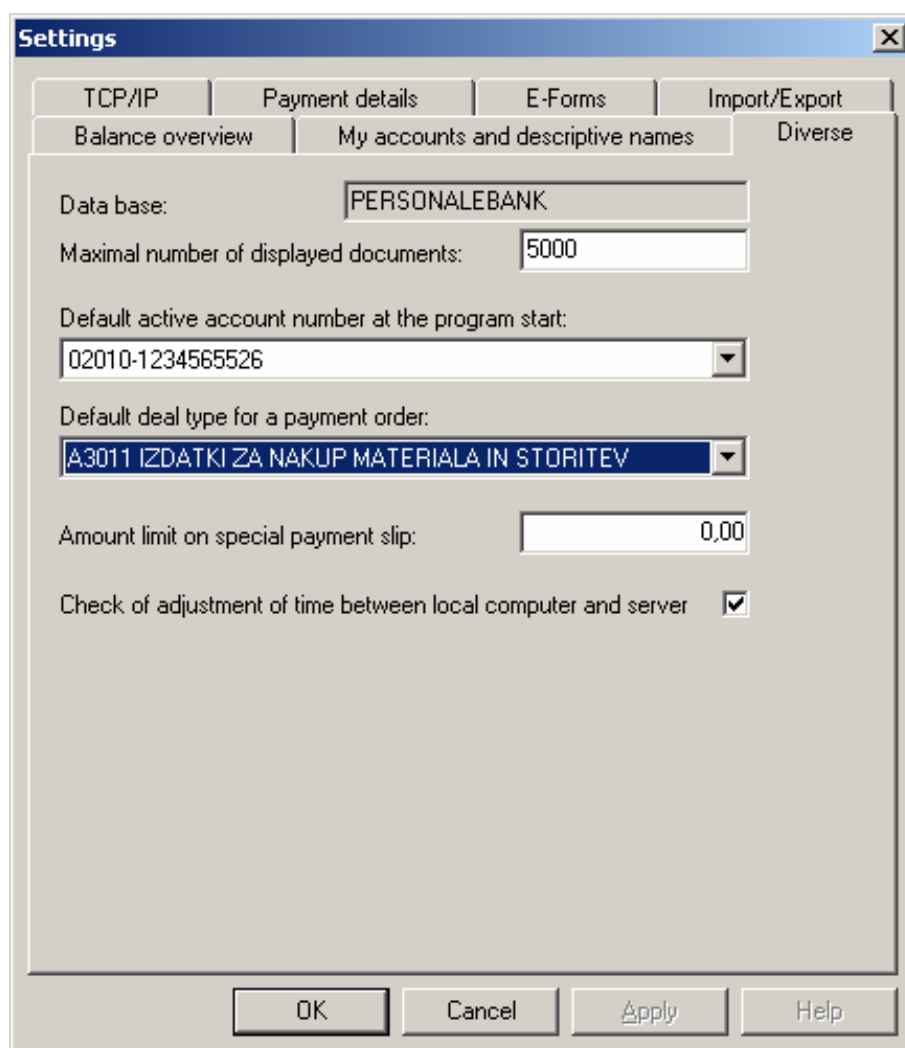 Settings
TCP/IP Payment details E-Forms Import/Export
Balance overview My accounts and descriptive names Diverse
Data base: PERSONALEBANK
Maximal number of displayed documents: 5000
Default active account number at the program start:
02010-1234565526
Default deal type for a payment order:
A3011 IZDATKI ZA NAKUP MATERIALA IN STORITEV
Amount limit on special payment slip: 0,00
Check of adjustment of time between local computer and server
OK Cancel Apply Help